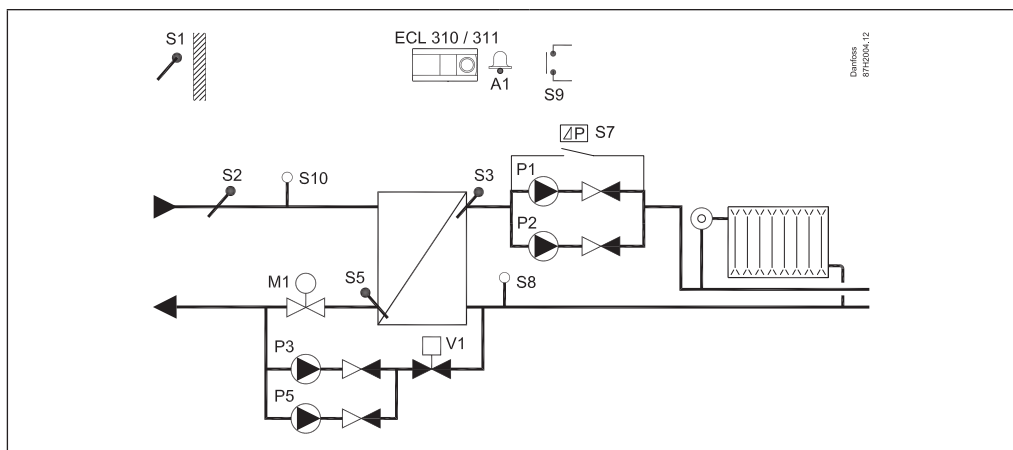 S1
ECL 310 / 311
A1
S9
Danfoss
87H2004.12
⊿P S7
P1
S2
S10
S3
P2
M1
S5
S8
P3
V1
P5